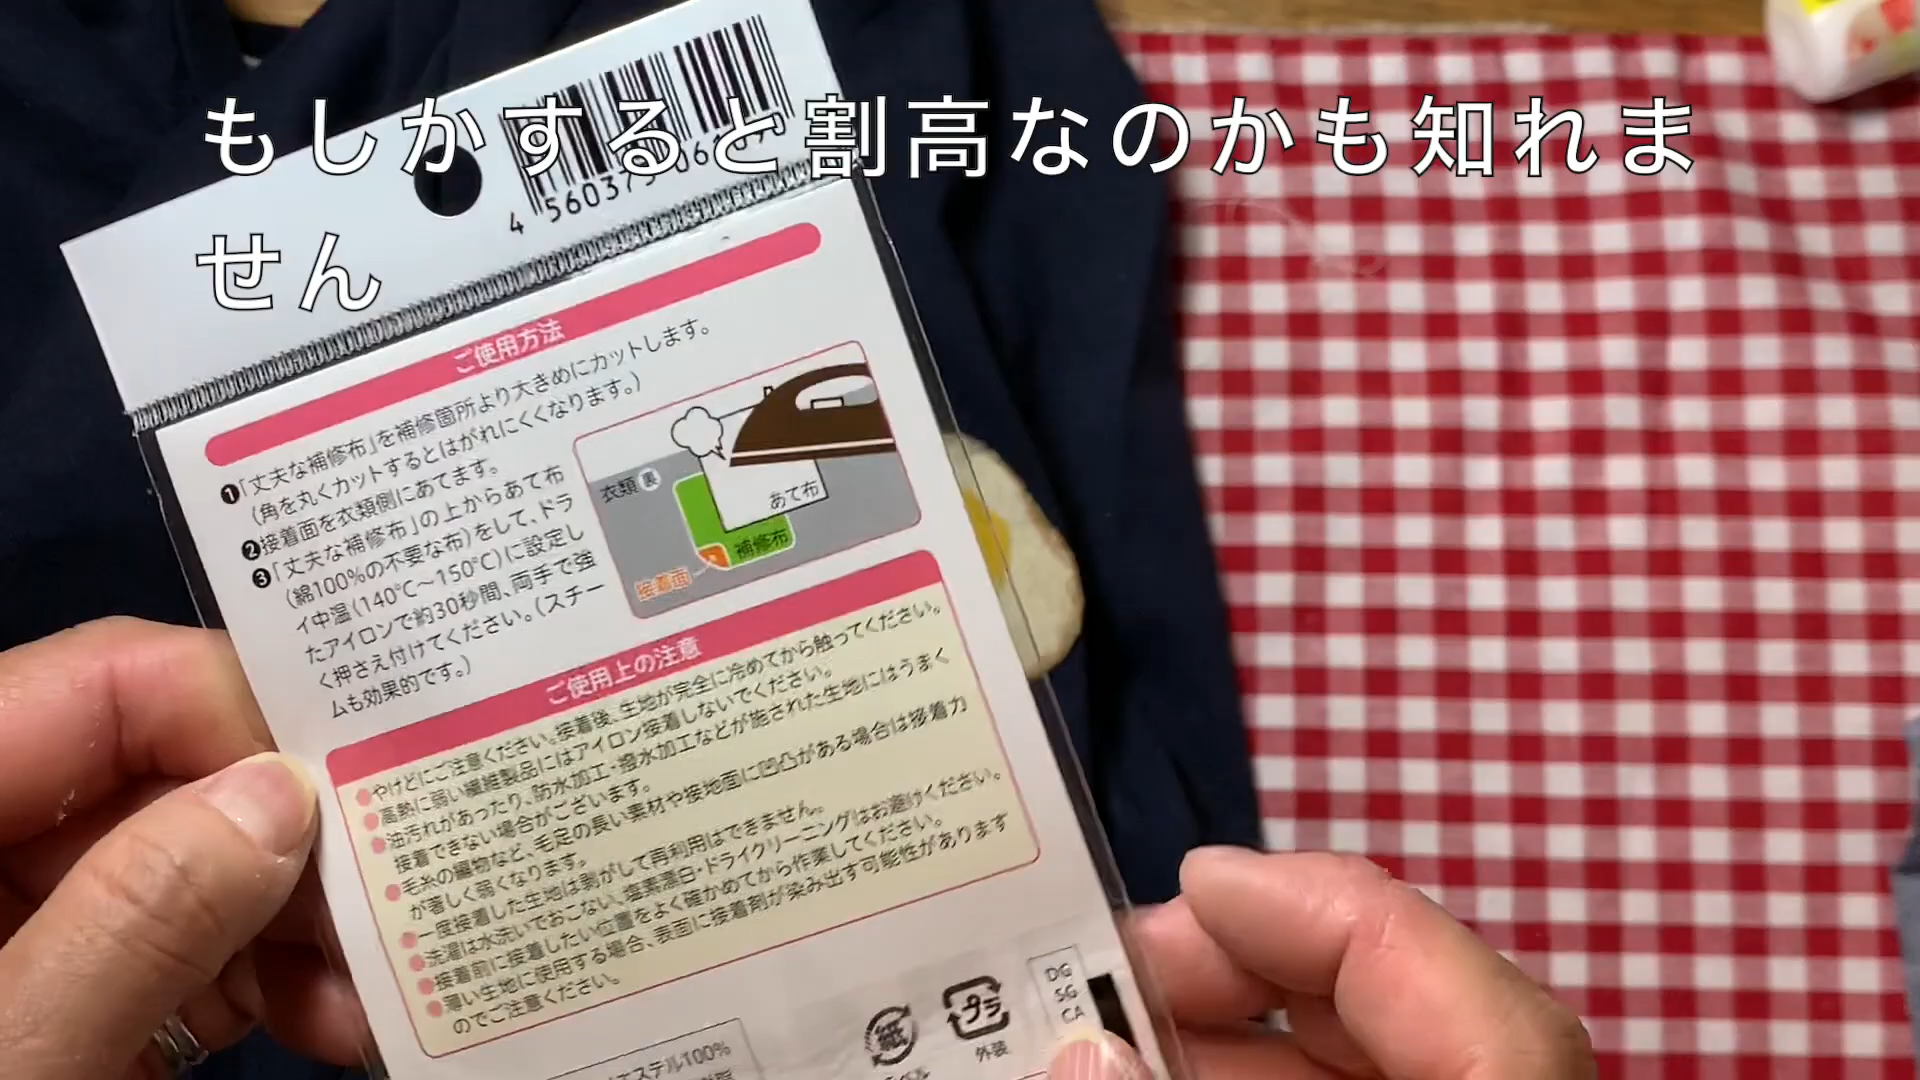 もしかすると割高なのかも知れま
せん
ご使用方法
❶「丈夫な補修布」を補修箇所より大きめにカットします。
(角を丸くカットするとはがれにくくなります。)
❷接着面を衣類側にあてます。
❸「丈夫な補修布」の上からあて布
(綿100%の不要な布)をして、ドラ
イ中温(140℃〜150℃)に設定し
たアイロンで約30秒間、両手で強
く押さえ付けてください。(スチー
ムも効果的です。)
衣類 裏
あて布
補修布
接着面
ご使用上の注意
●やけどにご注意ください。接着後、生地が完全に冷めてから触ってください。
●高熱に弱い繊維製品にはアイロン接着しないでください。
●油汚れがあったり、防水加工・撥水加工などが施された生地にはうまく
接着できない場合がございます。
●毛糸の編物など、毛足の長い素材や接地面に凹凸がある場合は接着力
が著しく弱くなります。
●一度接着した生地は剥がして再利用はできません。
●洗濯は水洗いでおこない、塩素漂白・ドライクリーニングはお避けください。
●接着前に接着したい位置をよく確かめてから作業してください。
●薄い生地に使用する場合、表面に接着剤が染み出す可能性があります
のでご注意ください。
紙
プラ
外装
DG
SG
CA
エステル100%